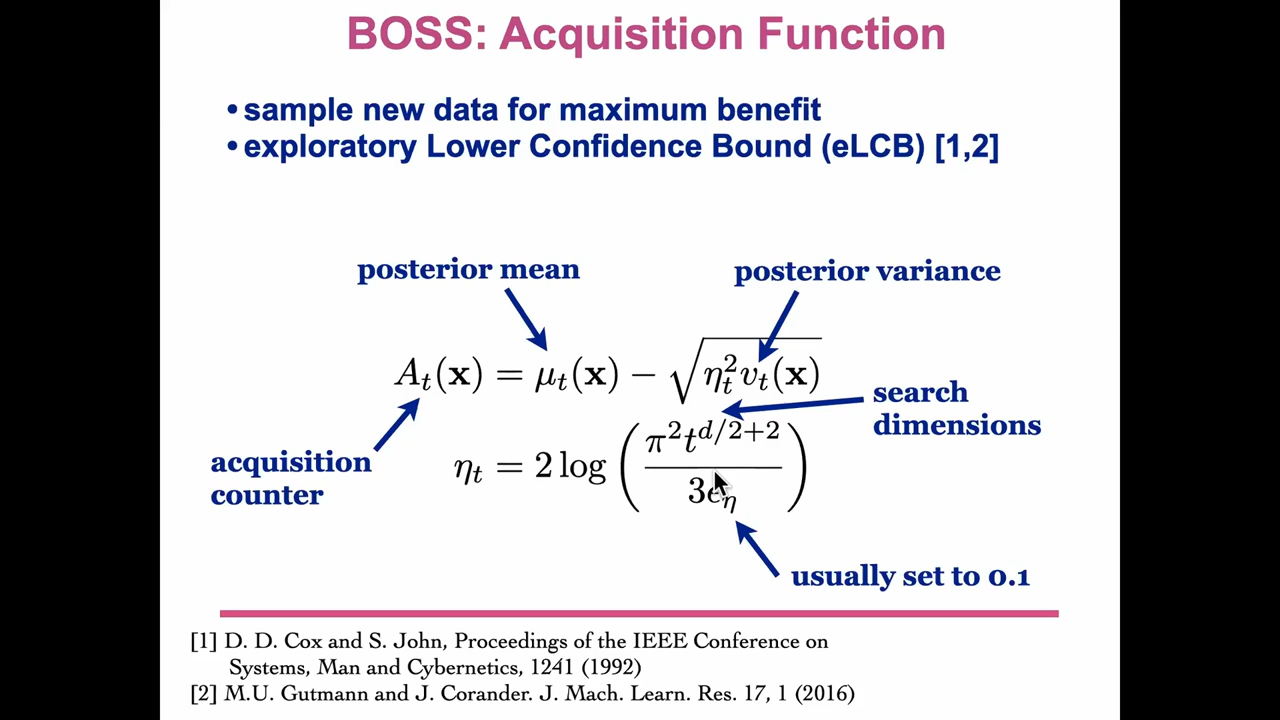 BOSS: Acquisition Function
• sample new data for maximum benefit
• exploratory Lower Confidence Bound (eLCB) [1,2]
posterior mean
posterior variance
A_t(x) = μ_t(x) − √(η_t^2 v_t(x))
search
dimensions
acquisition
counter
η_t = 2 log (π^2 t^{d/2+2} / 3ϵ_η)
usually set to 0.1
[1] D. D. Cox and S. John, Proceedings of the IEEE Conference on
Systems, Man and Cybernetics, 1241 (1992)
[2] M.U. Gutmann and J. Corander. J. Mach. Learn. Res. 17, 1 (2016)